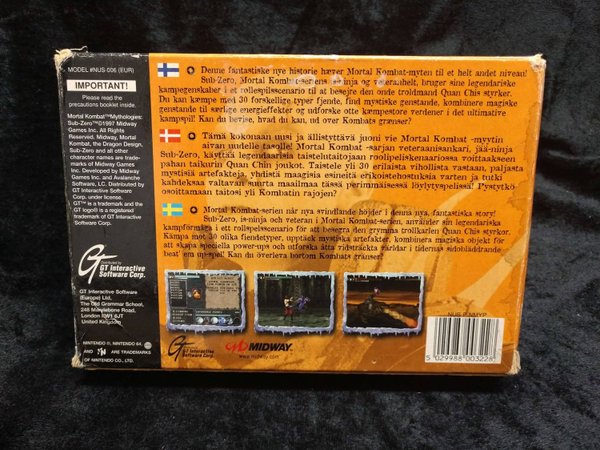 MODEL #NUS-006 (EUR)
IMPORTANT!
Please read the
precautions booklet inside.
Mortal Kombat™Mythologies:
Sub-Zero™©1997 Midway
Games Inc. All Rights
Reserved. Midway, Mortal
Kombat, the Dragon Design,
Sub-Zero and all other
character names are trade-
marks of Midway Games
Inc. Developed by Midway
Games Inc. and Avalanche
Software, LC. Distributed by
GT Interactive Software
Corp. under license.
GT™ is a trademark and the
GT logo® is a registered
trademark of GT Interactive
Software Corp.
GT
Distributed by
GT Interactive
Software Corp.
GT Interactive Software
(Europe) Ltd,
The Old Grammar School,
248 Marylebone Road,
London NW1 6JT
United Kingdom
NINTENDO 64,
AND ARE TRADEMARKS
OF NINTENDO CO., LTD.
Denne fantastiske nye historie hæver Mortal Kombat-myten til et helt andet niveau!
Sub-Zero, Mortal Kombat-seriens is-ninja og veteranhelt, bruger sine legendariske
kampegenskaber i et rollespilsscenario til at besejre den onde troldmand Quan Chis styrker.
Du kan kæmpe med 30 forskellige typer fjende, find mystiske genstande, kombinere magiske
genstande til særlige energieffekter og udforske ekte kæmpestore verdener i det ultimative
kampspil! Kan du bevise, hvad du kan, ud over Kombats grænser?
Tämä kokonaan uusi ja ällistyttävä juoni vie Mortal Kombat -myytin
aivan uudelle tasolle! Mortal Kombat -sarjan veteraanisankari, jää-ninja
Sub-Zero, käyttää legendaarisia taistelutaitojaan roolipeliskenaariossa voittaakseen
pahan taikurin Quan Chin joukot. Taistele yli 30 erilaista vihollista vastaan, paljasta
mystisiä artefakteja, yhdistä maagisia esineitä erikoistehostuksia varten ja tutki
kahdeksaa valtavan suurta maailmaa tässä perimmäisessä löylytyspelissä! Pystytkö
osoittamaan taitosi yli Kombatin rajojen?
Mortal Kombat-serien når nya svindlande höjder i denna nya, fantastiska story!
Sub-Zero, is-ninja och veteran i Mortal Kombat-serien, använder sin legendariska
kampförmåga i ett rollspelsscenario för att besegra den grymma trollkarlen Quan Chis styrkor.
Kämpa mot 30 olika fiendetyper, upptäck mystiska artefakter, kombinera magiska objekt för
att skapa speciella power-ups och utforska åtta vidsträckta världar i tidernas sidobläddrande
beat' em up-spel! Kan du överleva bortom Kombats gränser?
GT
GT Interactive
Software Corp.
MIDWAY
www.midway.com
5 029988 003228